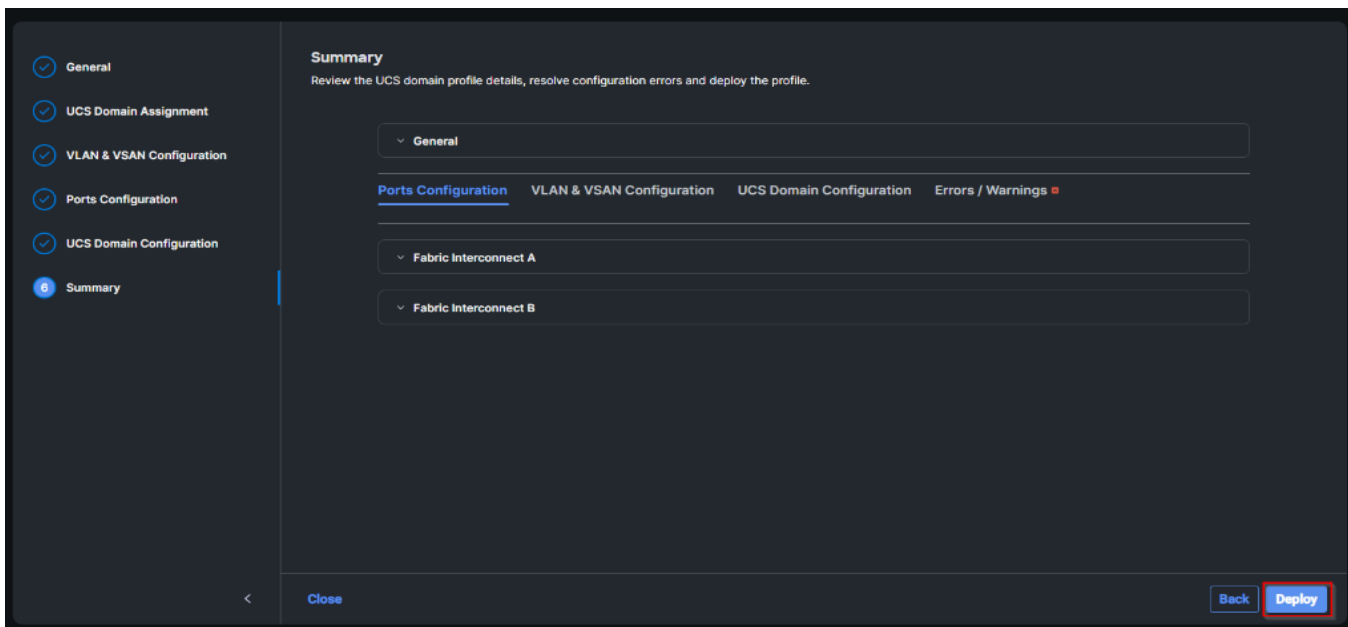 General
UCS Domain Assignment
VLAN & VSAN Configuration
Ports Configuration
UCS Domain Configuration
6 Summary
Summary
Review the UCS domain profile details, resolve configuration errors and deploy the profile.
General
Ports Configuration VLAN & VSAN Configuration UCS Domain Configuration Errors / Warnings
Fabric Interconnect A
Fabric Interconnect B
Close Back Deploy